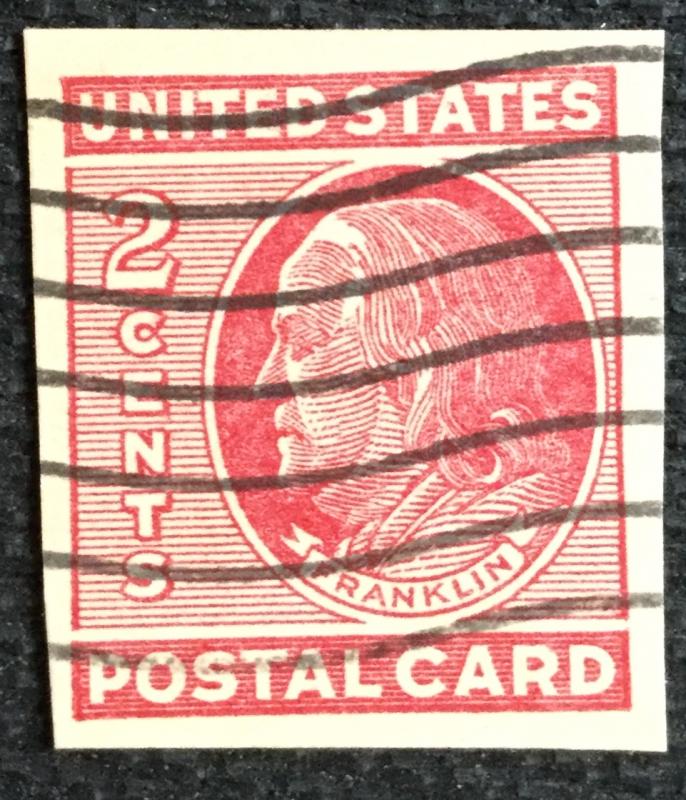 UNITED STATES
2
CENTS
FRANKLIN
POSTAL CARD